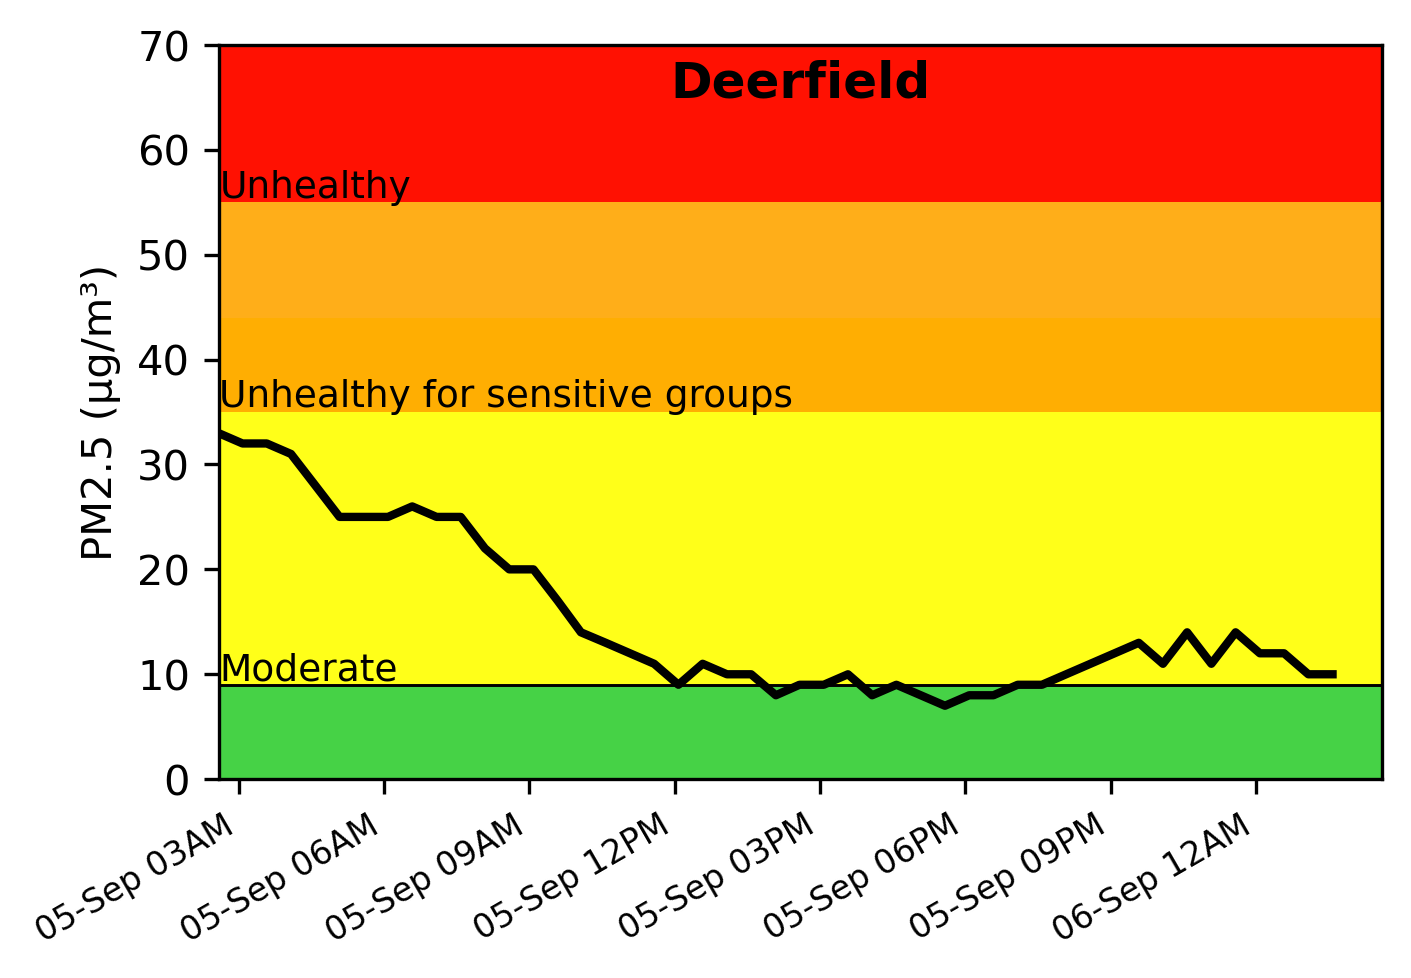 Deerfield
70
60
50
40
30
20
10
0
PM2.5 (µg/m³)
Unhealthy
Unhealthy for sensitive groups
Moderate
05-Sep 03AM
05-Sep 06AM
05-Sep 09AM
05-Sep 12PM
05-Sep 03PM
05-Sep 06PM
05-Sep 09PM
06-Sep 12AM